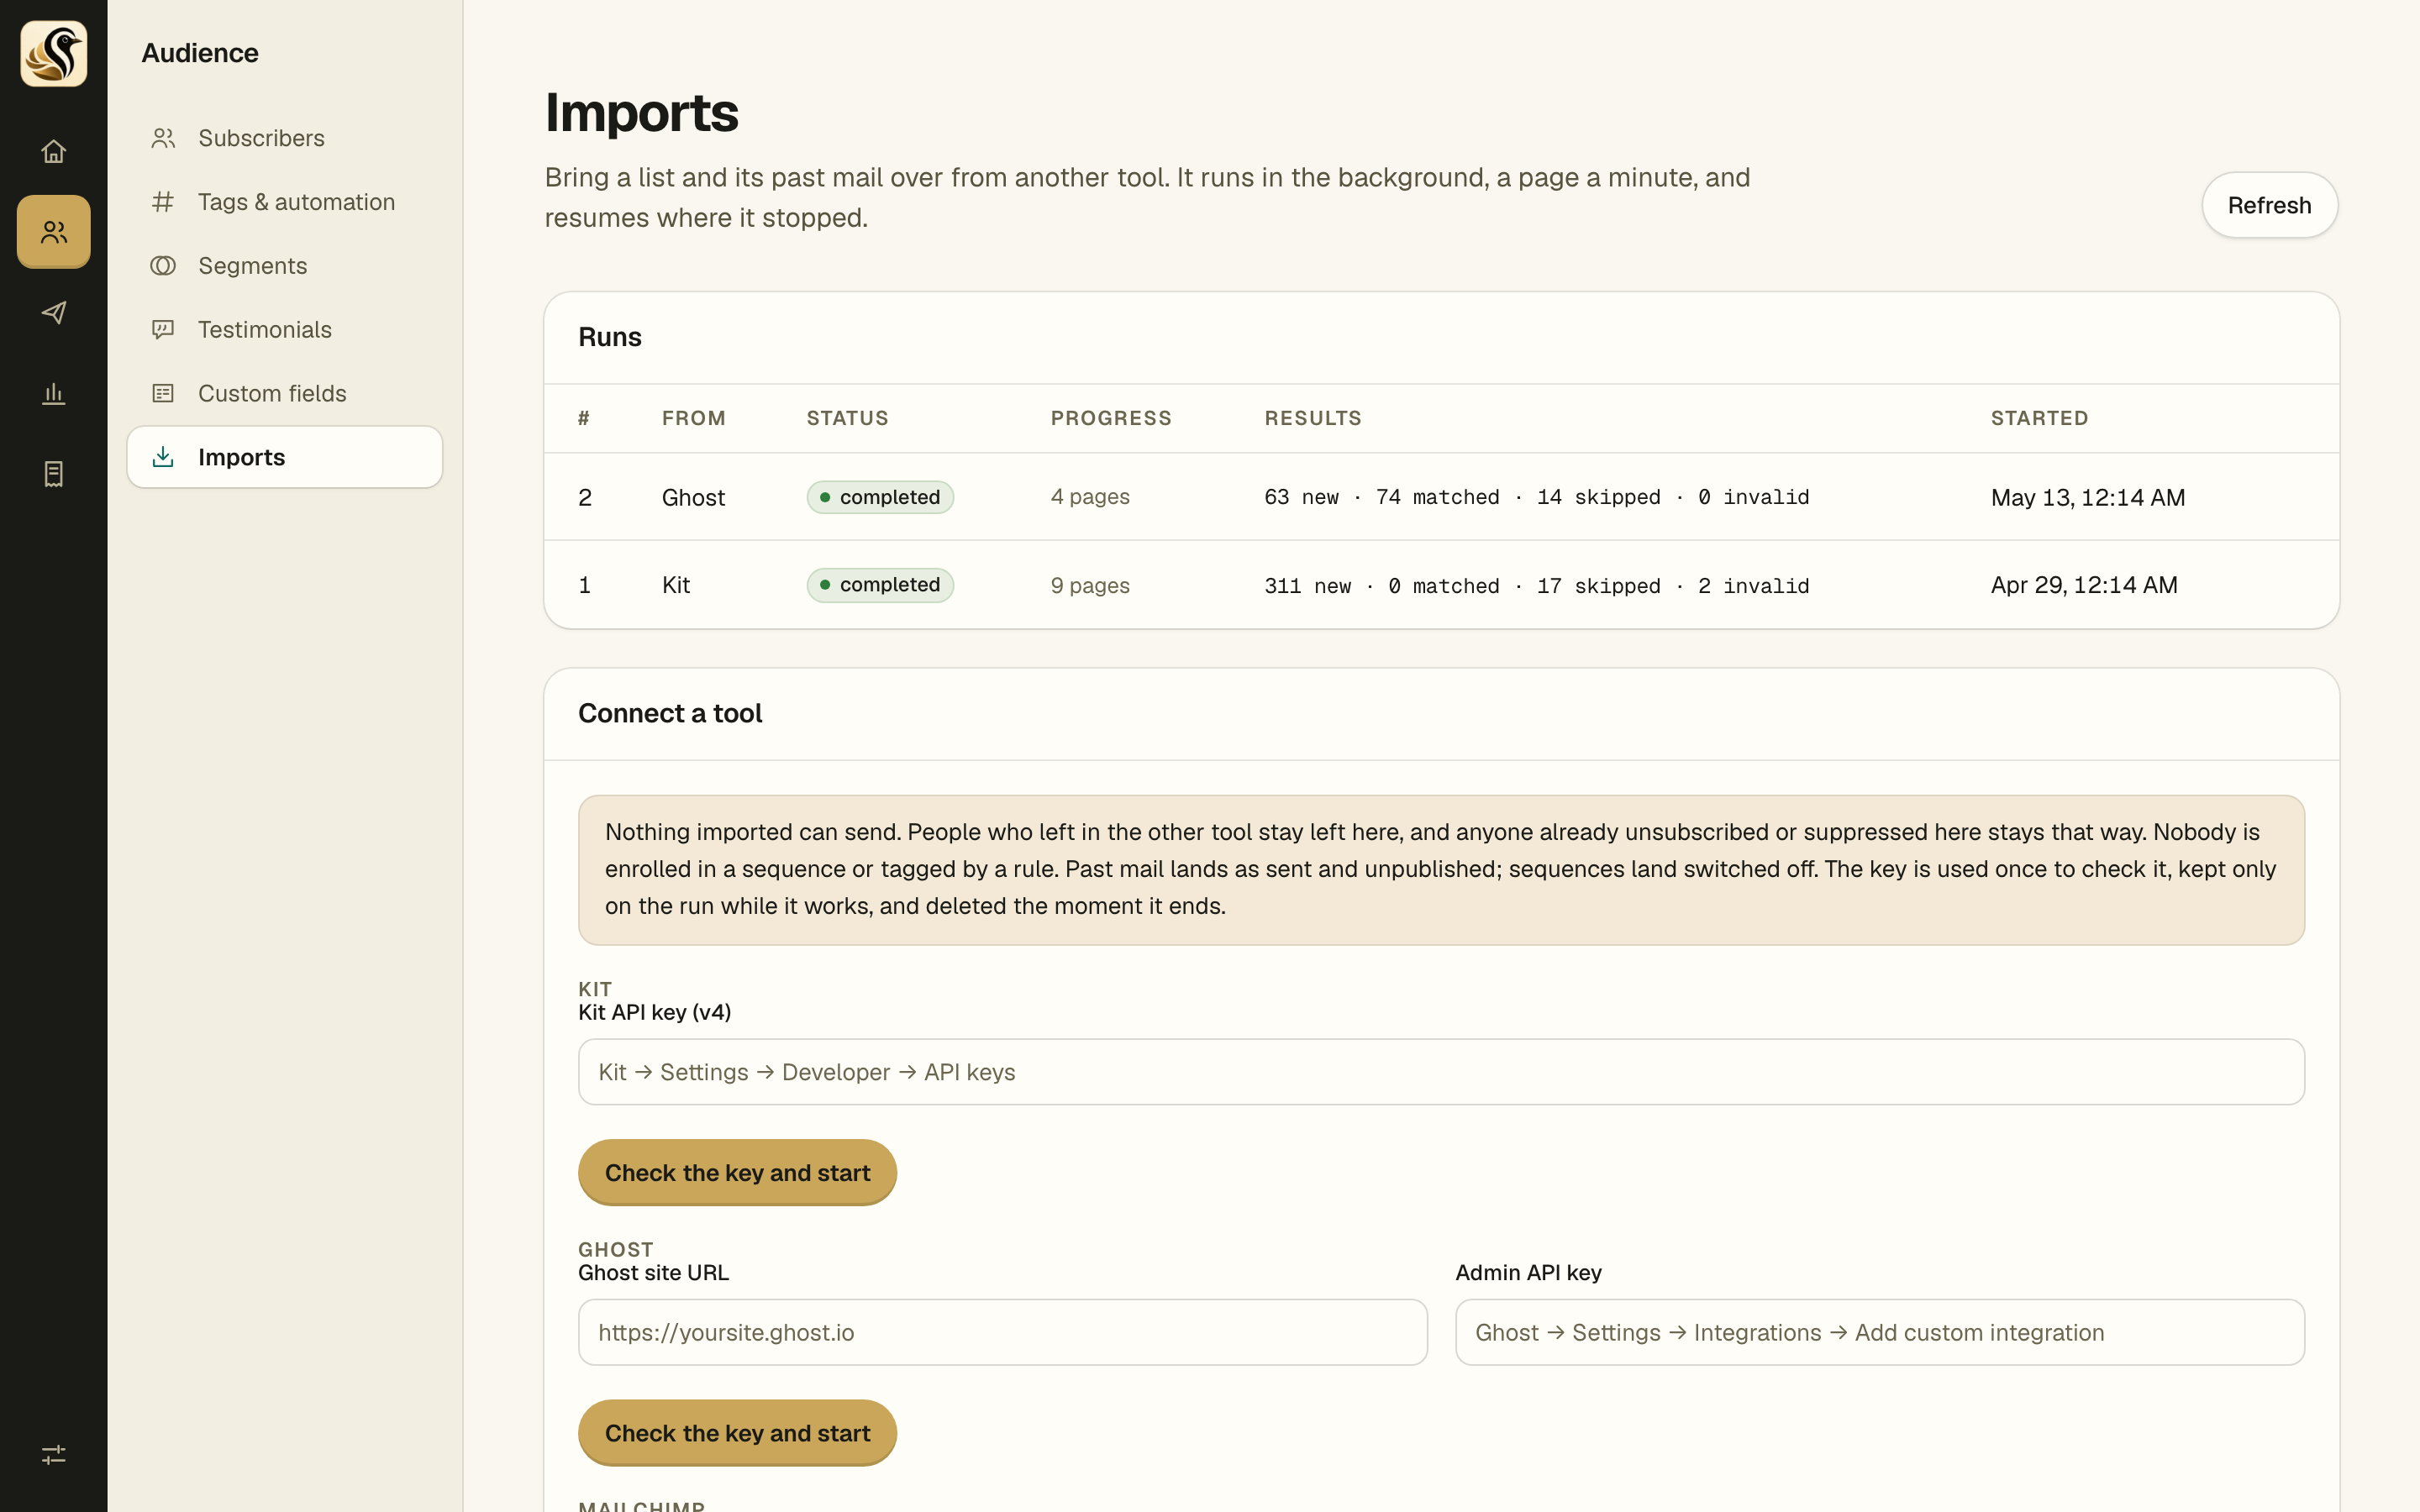 Audience
Subscribers
Tags & automation
Segments
Testimonials
Custom fields
Imports
Imports
Bring a list and its past mail over from another tool. It runs in the background, a page a minute, and
resumes where it stopped.
Refresh
Runs
# FROM STATUS PROGRESS RESULTS STARTED
2 Ghost completed 4 pages 63 new · 74 matched · 14 skipped · 0 invalid May 13, 12:14 AM
1 Kit completed 9 pages 311 new · 0 matched · 17 skipped · 2 invalid Apr 29, 12:14 AM
Connect a tool
Nothing imported can send. People who left in the other tool stay left here, and anyone already unsubscribed or suppressed here stays that way. Nobody is
enrolled in a sequence or tagged by a rule. Past mail lands as sent and unpublished; sequences land switched off. The key is used once to check it, kept only
on the run while it works, and deleted the moment it ends.
KIT
Kit API key (v4)
Kit → Settings → Developer → API keys
Check the key and start
GHOST
Ghost site URL Admin API key
https://yoursite.ghost.io Ghost → Settings → Integrations → Add custom integration
Check the key and start
MAILCHIMP